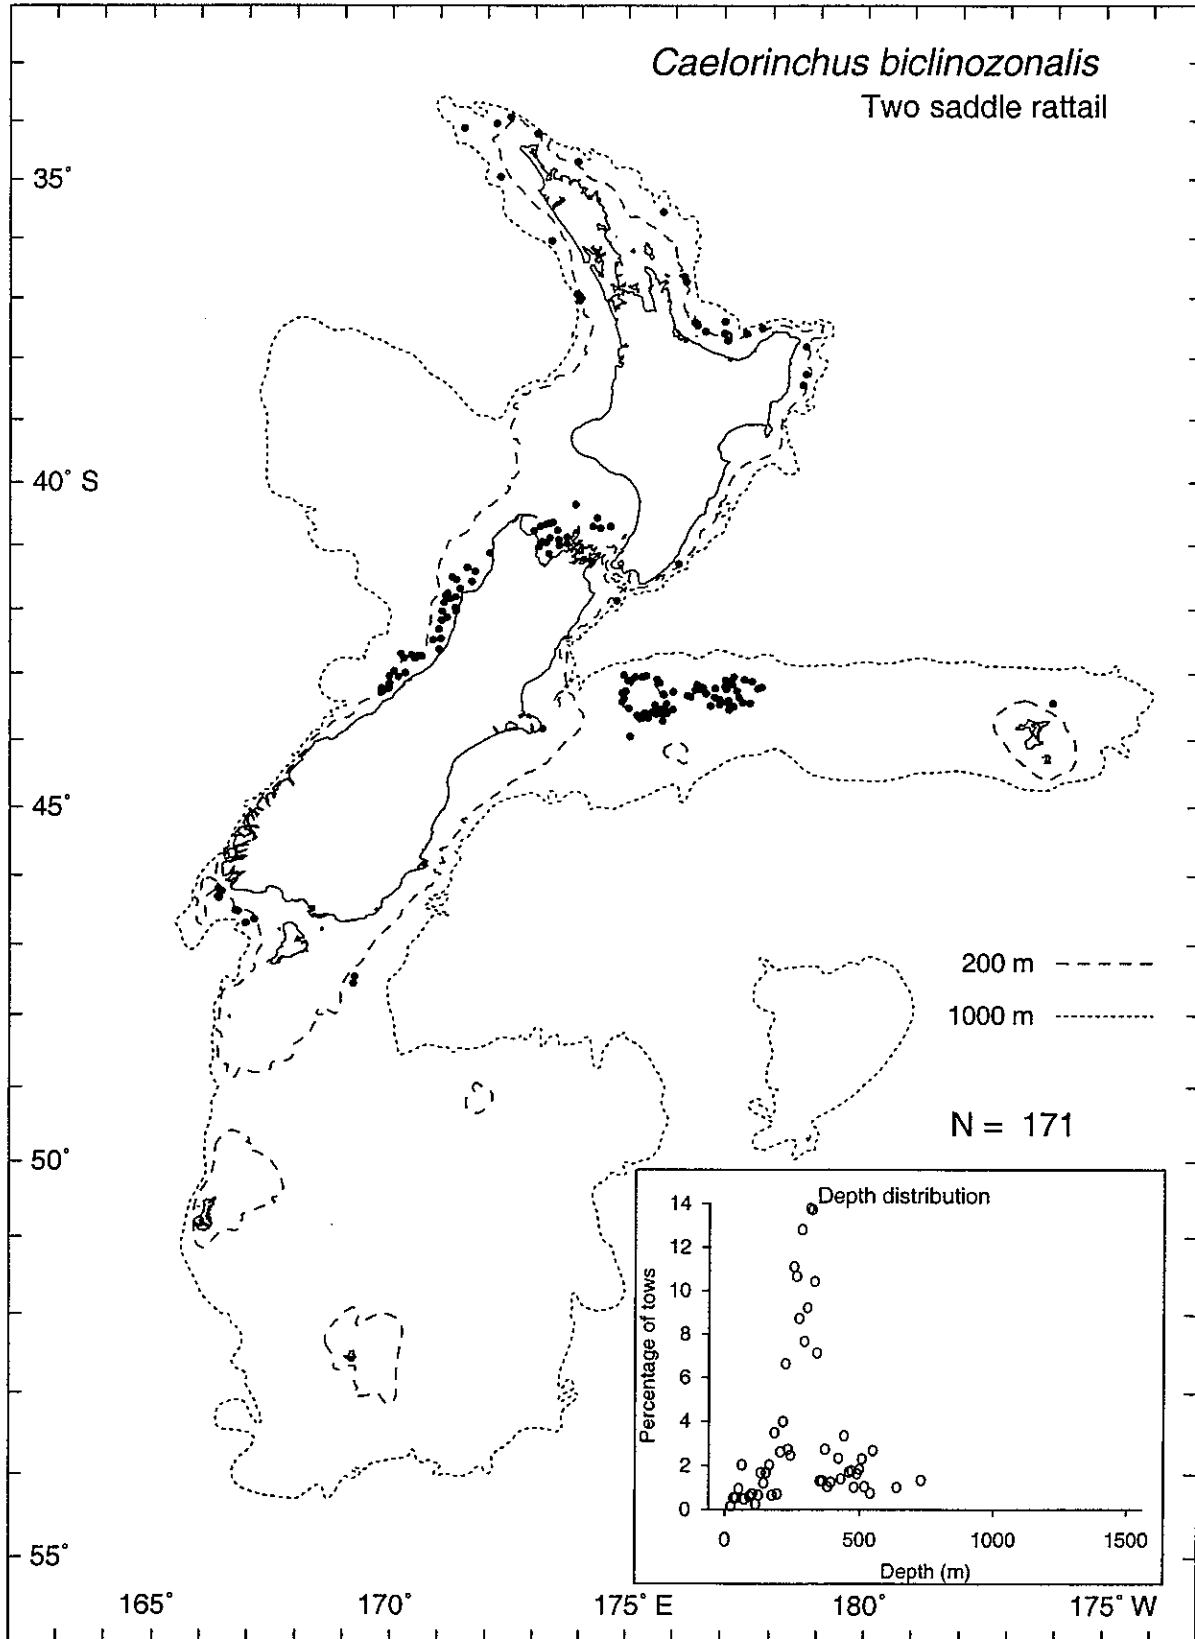 Caelorinchus biclinozonalis
Two saddle rattail
35°
40° S
45°
200 m
1000 m
N = 171
50°
Depth distribution
14
12
10
8
6
4
2
0
Percentage of tows
0 500 1000 1500
Depth (m)
55°
165° 170° 175° E 180° 175° W